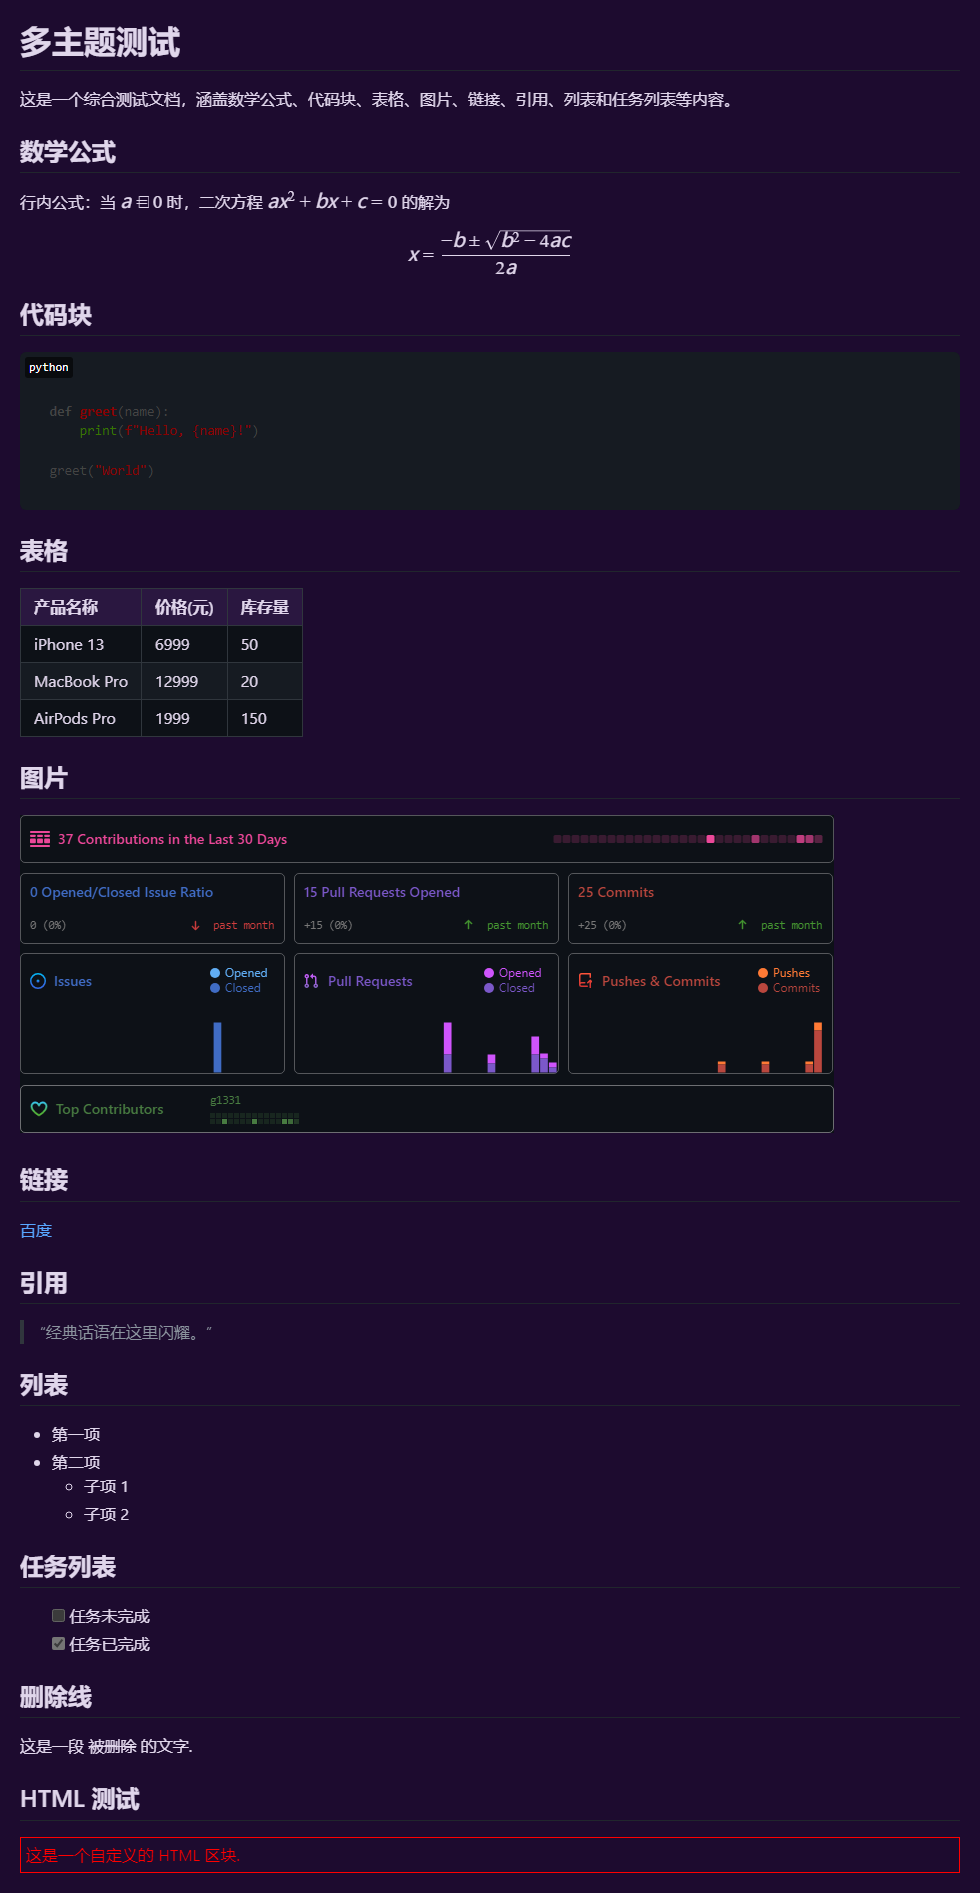 多主题测试
这是一个综合测试文档，涵盖数学公式、代码块、表格、图片、链接、引用、列表和任务列表等内容。
数学公式
行内公式：当 a ∃ 0 时，二次方程 ax² + bx + c = 0 的解为
x = (-b ± √(b² − 4ac)) / 2a
代码块
python
def greet(name):
    print(f"Hello, {name}!")
greet("World")
表格
产品名称 价格(元) 库存量
iPhone 13 6999 50
MacBook Pro 12999 20
AirPods Pro 1999 150
图片
37 Contributions in the Last 30 Days
0 Opened/Closed Issue Ratio
0 (0%) ↓ past month
15 Pull Requests Opened
+15 (0%) ↑ past month
25 Commits
+25 (0%) ↑ past month
Issues
Opened
Closed
Pull Requests
Opened
Closed
Pushes & Commits
Pushes
Commits
Top Contributors
g1331
链接
百度
引用
“经典话语在这里闪耀。”
列表
• 第一项
• 第二项
◦ 子项 1
◦ 子项 2
任务列表
任务未完成
任务已完成
删除线
这是一段 被删除 的文字.
HTML 测试
这是一个自定义的 HTML 区块.